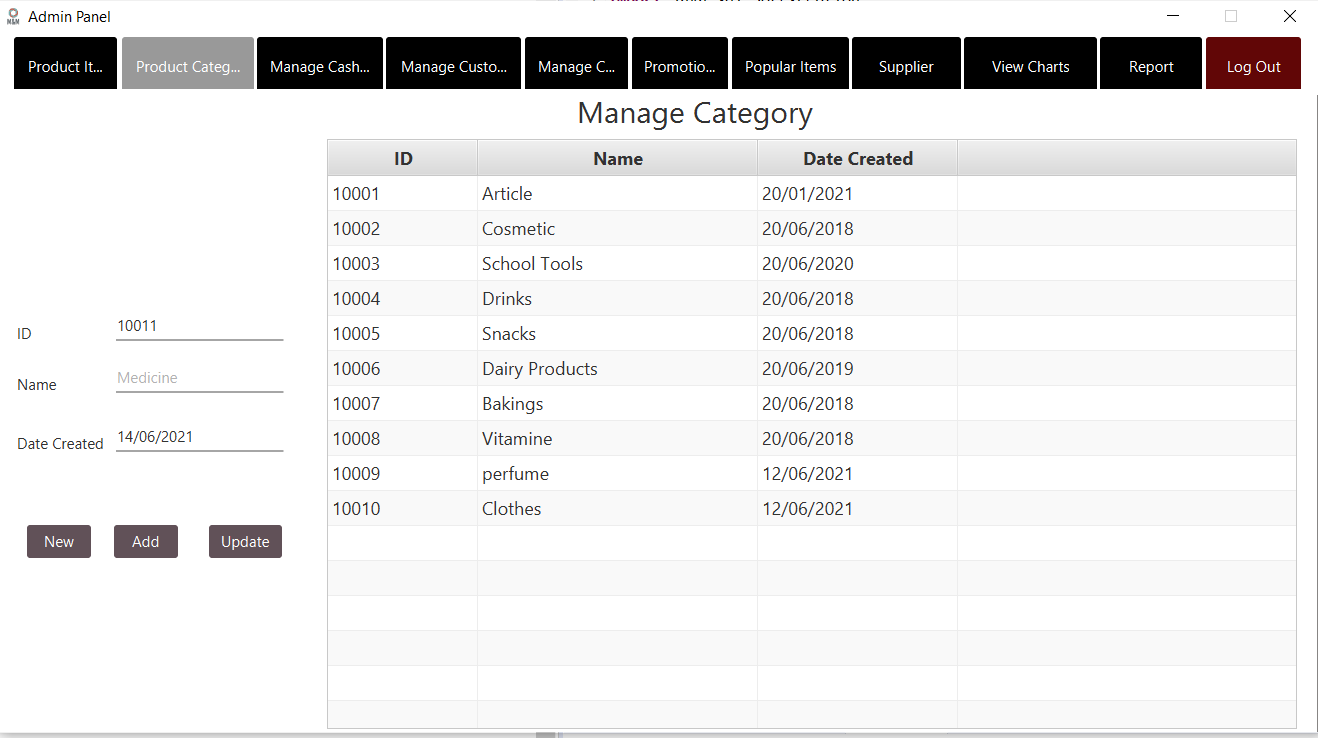 Admin Panel
Product It... Product Categ... Manage Cash... Manage Custo... Manage C... Promotio... Popular Items Supplier View Charts Report Log Out
Manage Category
ID Name Date Created
10001 Article 20/01/2021
10002 Cosmetic 20/06/2018
10003 School Tools 20/06/2020
10004 Drinks 20/06/2018
10005 Snacks 20/06/2018
10006 Dairy Products 20/06/2019
10007 Bakings 20/06/2018
10008 Vitamine 20/06/2018
10009 perfume 12/06/2021
10010 Clothes 12/06/2021
ID 10011
Name Medicine
Date Created 14/06/2021
New Add Update